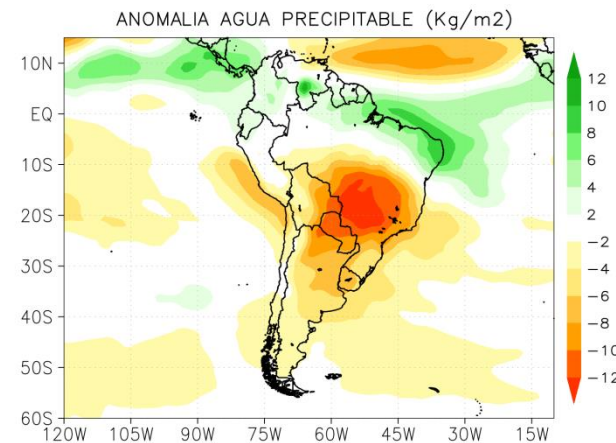 ANOMALIA AGUA PRECIPITABLE (Kg/m2)
10N
EQ
10S
20S
30S
40S
50S
60S
120W 105W 90W 75W 60W 45W 30W 15W
12
10
8
6
4
2
−2
−4
−6
−8
−10
−12